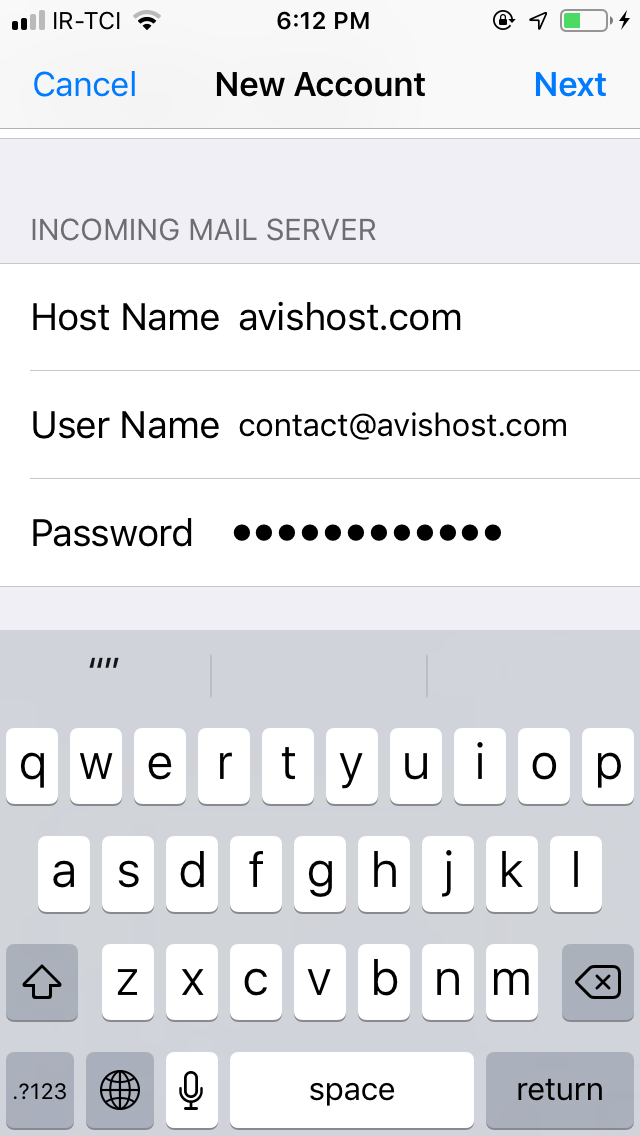 IR-TCI 6:12 PM
Cancel New Account Next
INCOMING MAIL SERVER
Host Name avishost.com
User Name contact@avishost.com
Password ●●●●●●●●●●●●
""
q w e r t y u i o p
a s d f g h j k l
z x c v b n m
.?123 space return